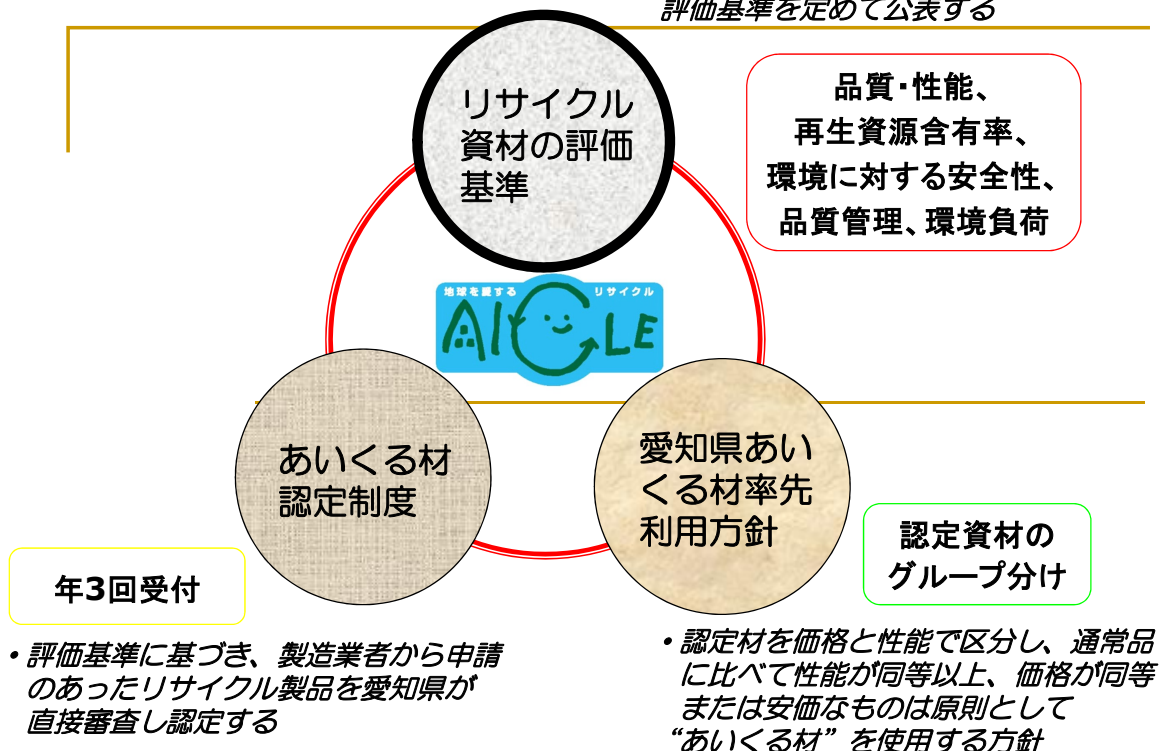 評価基準を定めて公表する
リサイクル
資材の評価
基準
品質・性能、
再生資源含有率、
環境に対する安全性、
品質管理、環境負荷
地球を愛する
リサイクル
AICLE
あいくる材
認定制度
愛知県あい
くる材率先
利用方針
認定資材の
グループ分け
年3回受付
・評価基準に基づき、製造業者から申請
のあったリサイクル製品を愛知県が
直接審査し認定する
・認定材を価格と性能で区分し、通常品
に比べて性能が同等以上、価格が同等
または安価なものは原則として
“あいくる材”を使用する方針